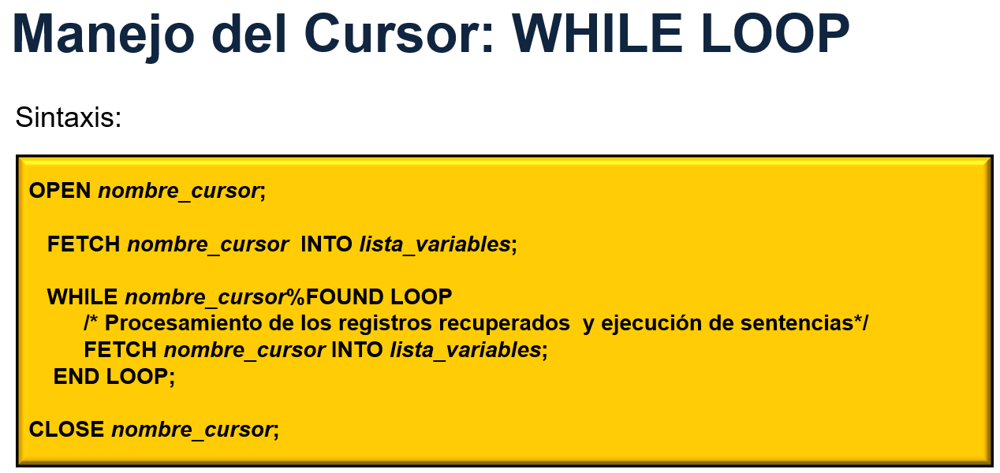 Manejo del Cursor: WHILE LOOP
Sintaxis:
OPEN nombre_cursor;
FETCH nombre_cursor  INTO lista_variables;
WHILE nombre_cursor%FOUND LOOP
/* Procesamiento de los registros recuperados  y ejecución de sentencias*/
FETCH nombre_cursor INTO lista_variables;
END LOOP;
CLOSE nombre_cursor;